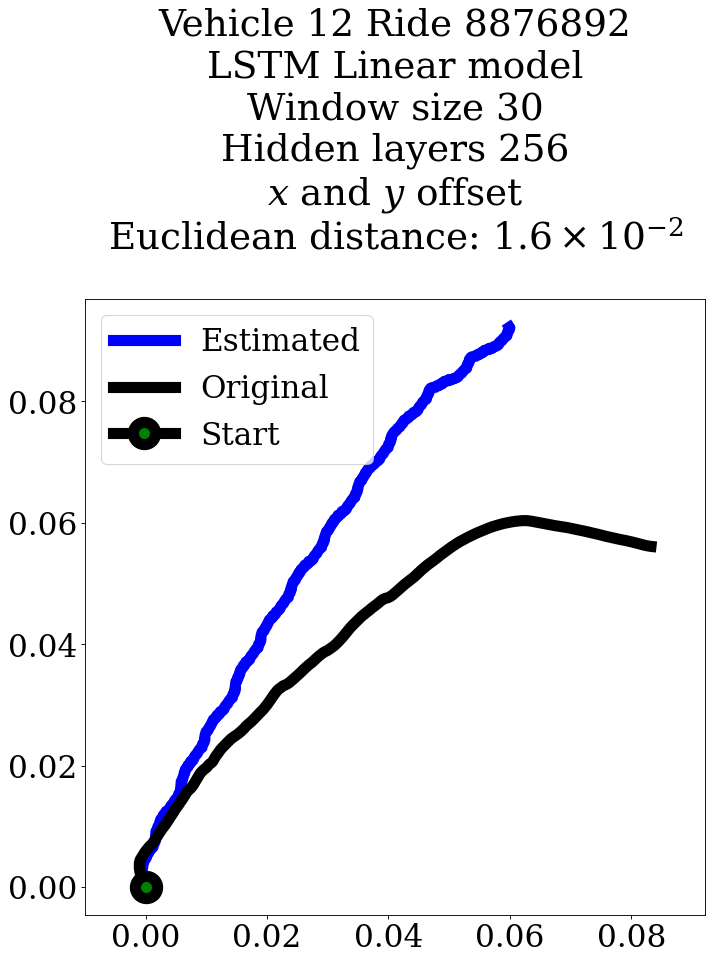 Vehicle 12 Ride 8876892
LSTM Linear model
Window size 30
Hidden layers 256
x and y offset
Euclidean distance: 1.6 × 10⁻²
Estimated
Original
Start
0.08
0.06
0.04
0.02
0.00
0.00 0.02 0.04 0.06 0.08